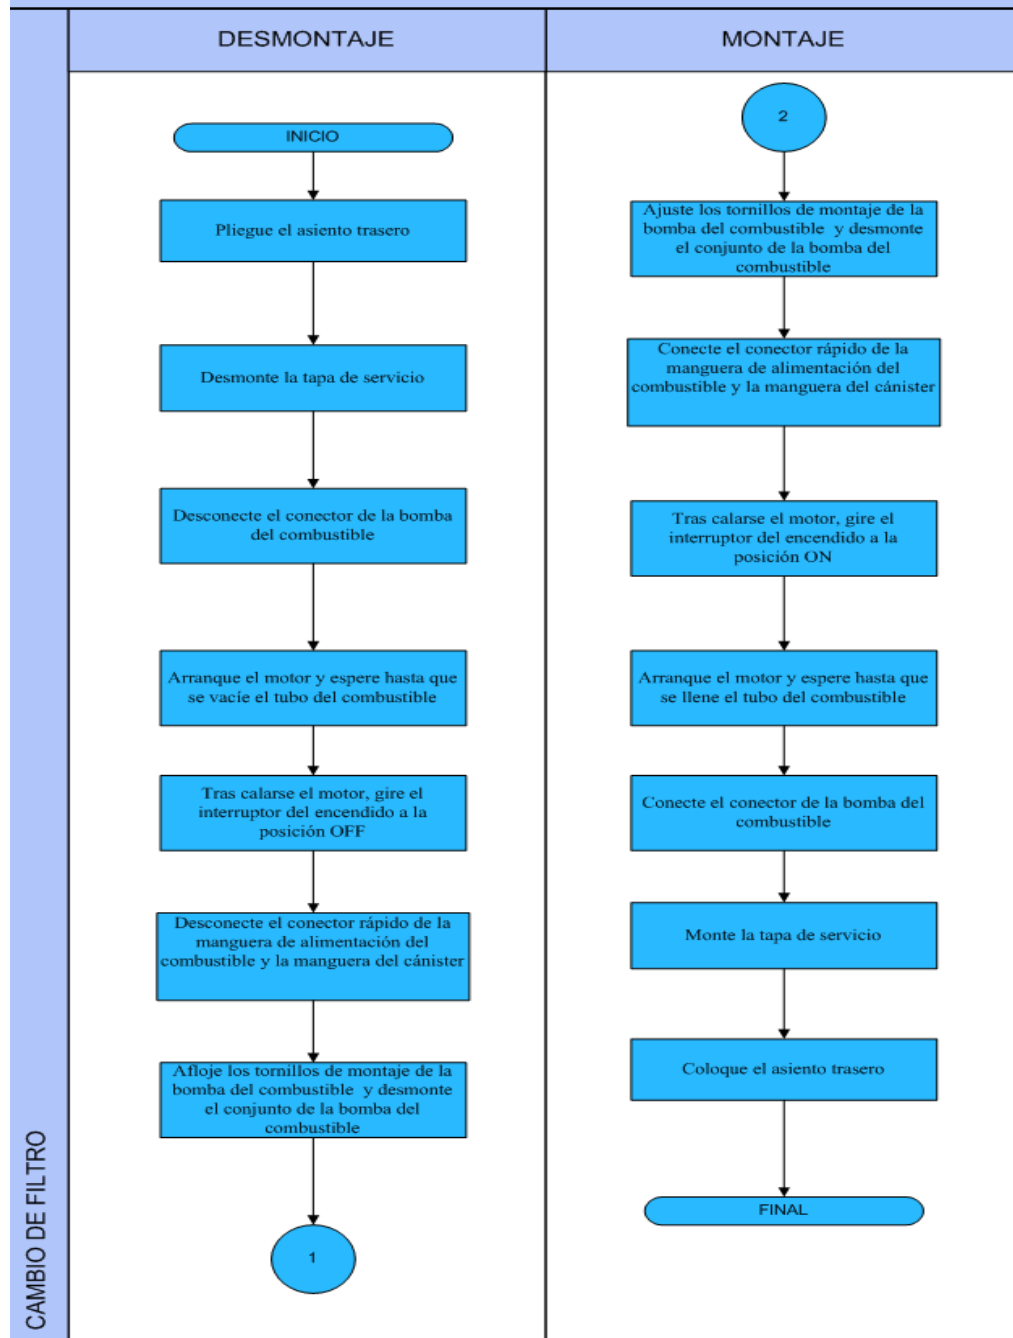 DESMONTAJE
INICIO
Pliegue el asiento trasero
Desmonte la tapa de servicio
Desconecte el conector de la bomba
del combustible
Arranque el motor y espere hasta que
se vacíe el tubo del combustible
Tras calarse el motor, gire el
interruptor del encendido a la
posición OFF
Desconecte el conector rápido de la
manguera de alimentación del
combustible y la manguera del cánister
Afloje los tornillos de montaje de la
bomba del combustible y desmonte
el conjunto de la bomba del
combustible
1
MONTAJE
2
Ajuste los tornillos de montaje de la
bomba del combustible y desmonte
el conjunto de la bomba del
combustible
Conecte el conector rápido de la
manguera de alimentación del
combustible y la manguera del cánister
Tras calarse el motor, gire el
interruptor del encendido a la
posición ON
Arranque el motor y espere hasta que
se llene el tubo del combustible
Conecte el conector de la bomba del
combustible
Monte la tapa de servicio
Coloque el asiento trasero
FINAL
CAMBIO DE FILTRO